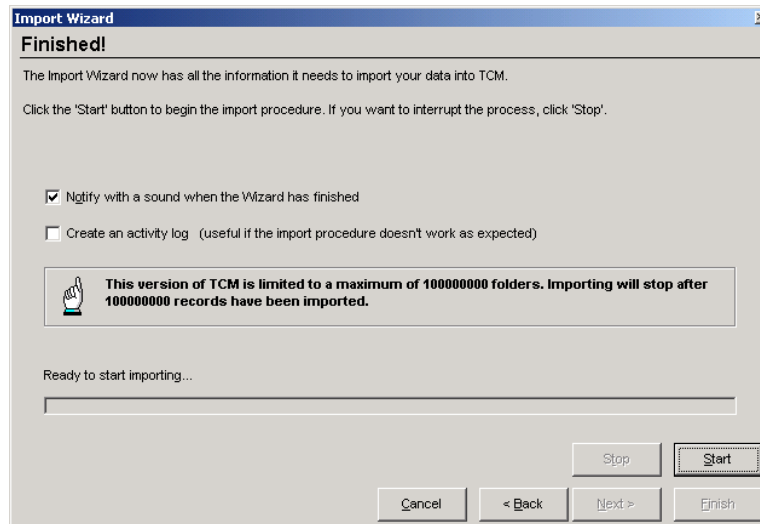 Import Wizard
Finished!
The Import Wizard now has all the information it needs to import your data into TCM.
Click the 'Start' button to begin the import procedure. If you want to interrupt the process, click 'Stop'.
Notify with a sound when the Wizard has finished
Create an activity log (useful if the import procedure doesn't work as expected)
This version of TCM is limited to a maximum of 100000000 folders. Importing will stop after
100000000 records have been imported.
Ready to start importing...
Stop Start
Cancel < Back Next > Finish